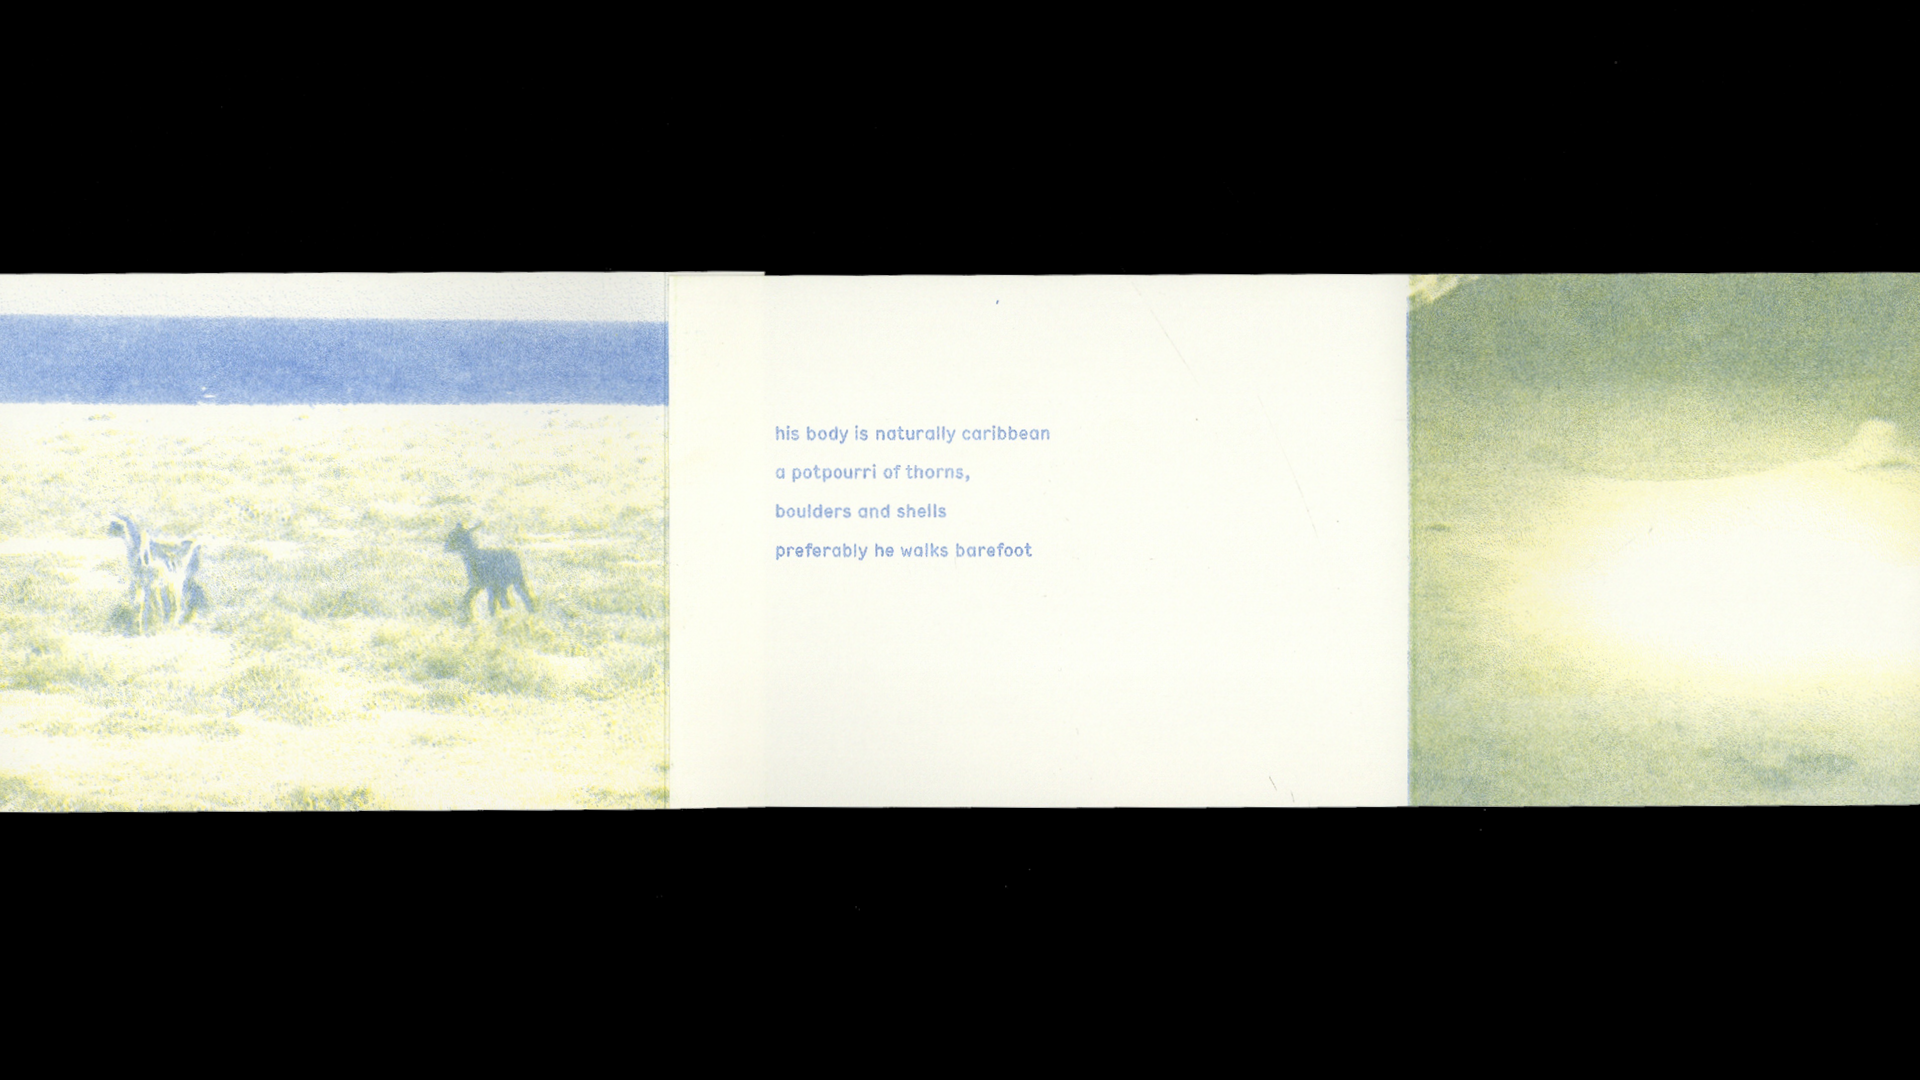 his body is naturally caribbean
a potpourri of thorns,
boulders and shells
preferably he walks barefoot